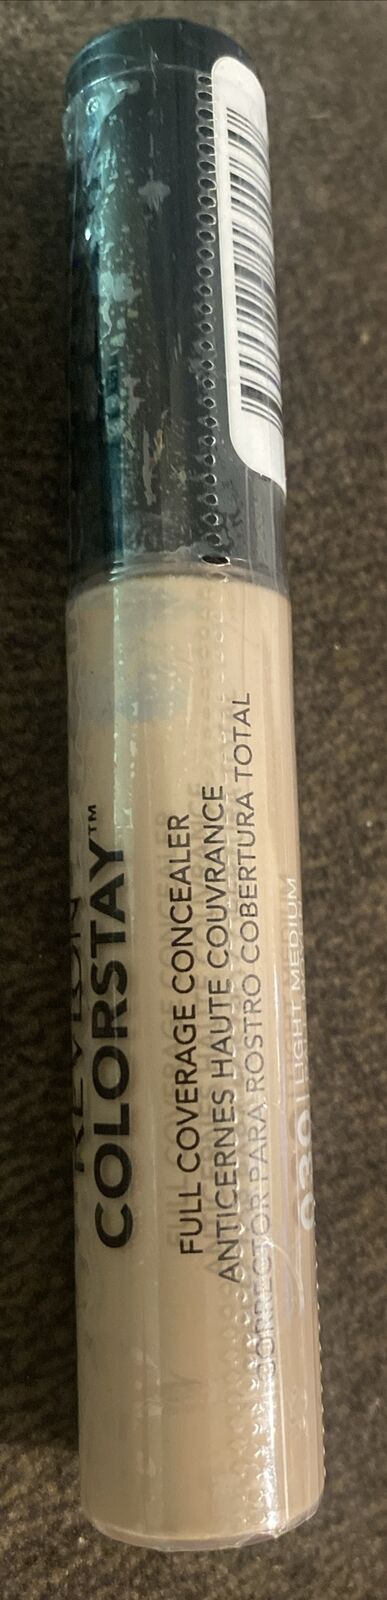 REVLON
COLORSTAY™
FULL COVERAGE CONCEALER
ANTICERNES HAUTE COUVRANCE
CORRECTOR PARA ROSTRO COBERTURA TOTAL
030 | LIGHT MEDIUM